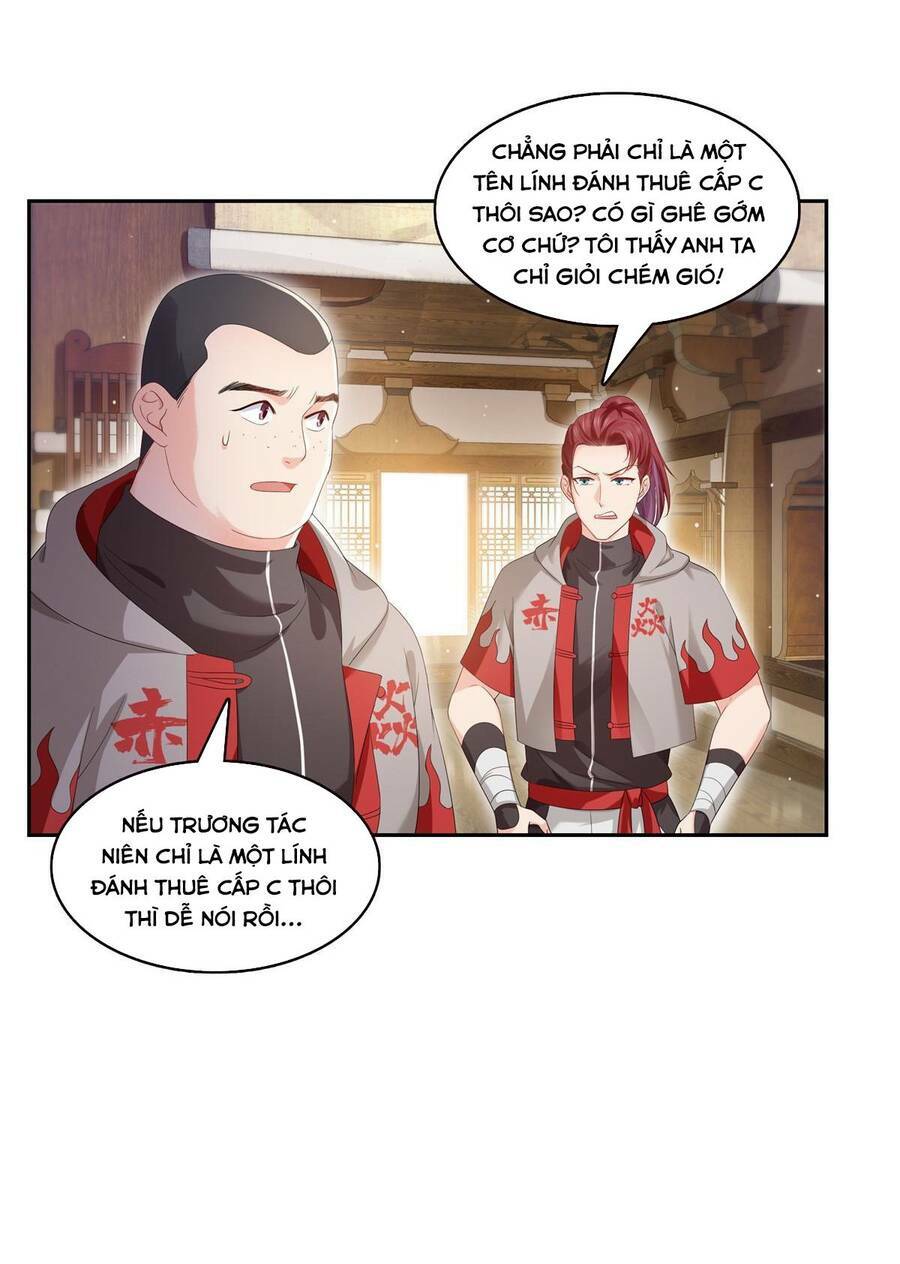 CHẲNG PHẢI CHỈ LÀ MỘT
TÊN LÍNH ĐÁNH THUÊ CẤP C
THÔI SAO? CÓ GÌ GHÊ GỚM
CƠ CHỨ? TÔI THẤY ANH TA
CHỈ GIỎI CHÉM GIÓ!
赤
焱
赤
焱
NẾU TRƯƠNG TÁC
NIÊN CHỈ LÀ MỘT LÍNH
ĐÁNH THUÊ CẤP C THÔI
THÌ DỄ NÓI RỒI...